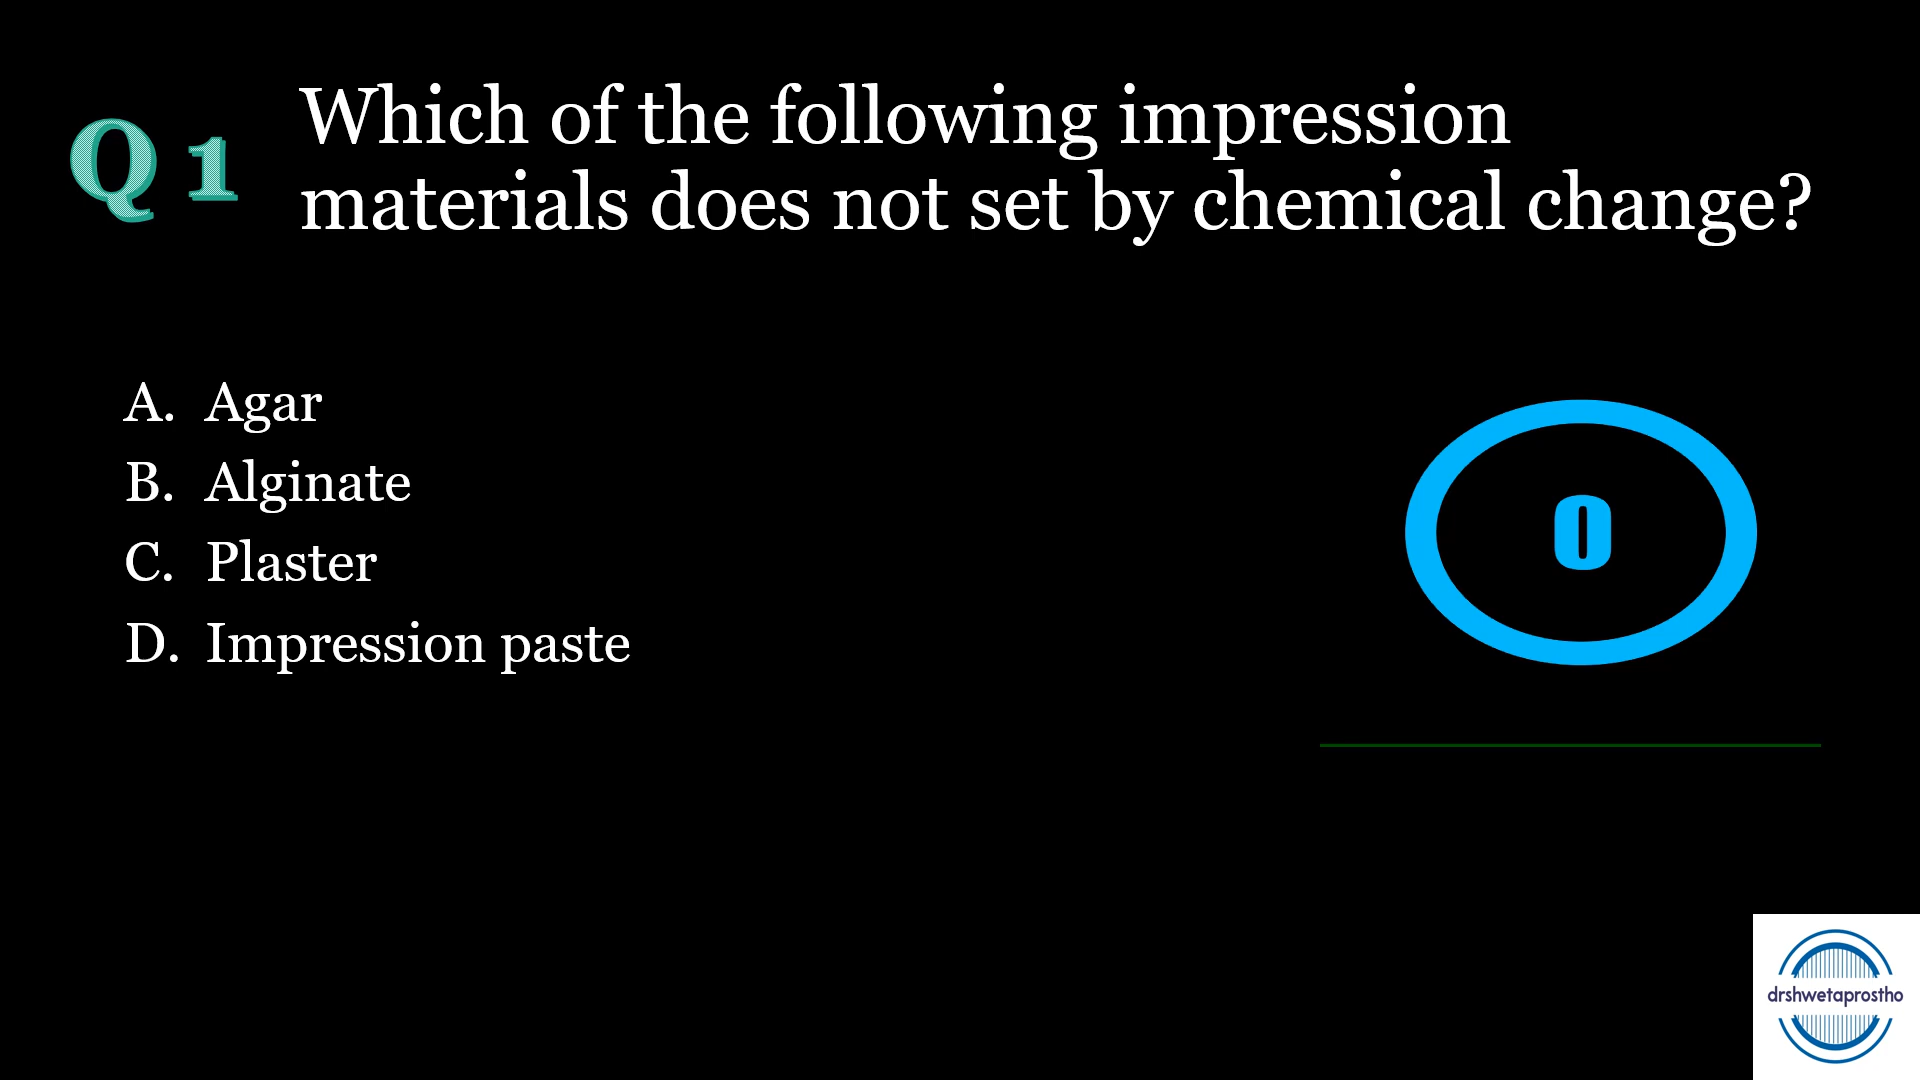 Q 1
Which of the following impression
materials does not set by chemical change?
A. Agar
B. Alginate
C. Plaster
D. Impression paste
0
drshwetaprostho